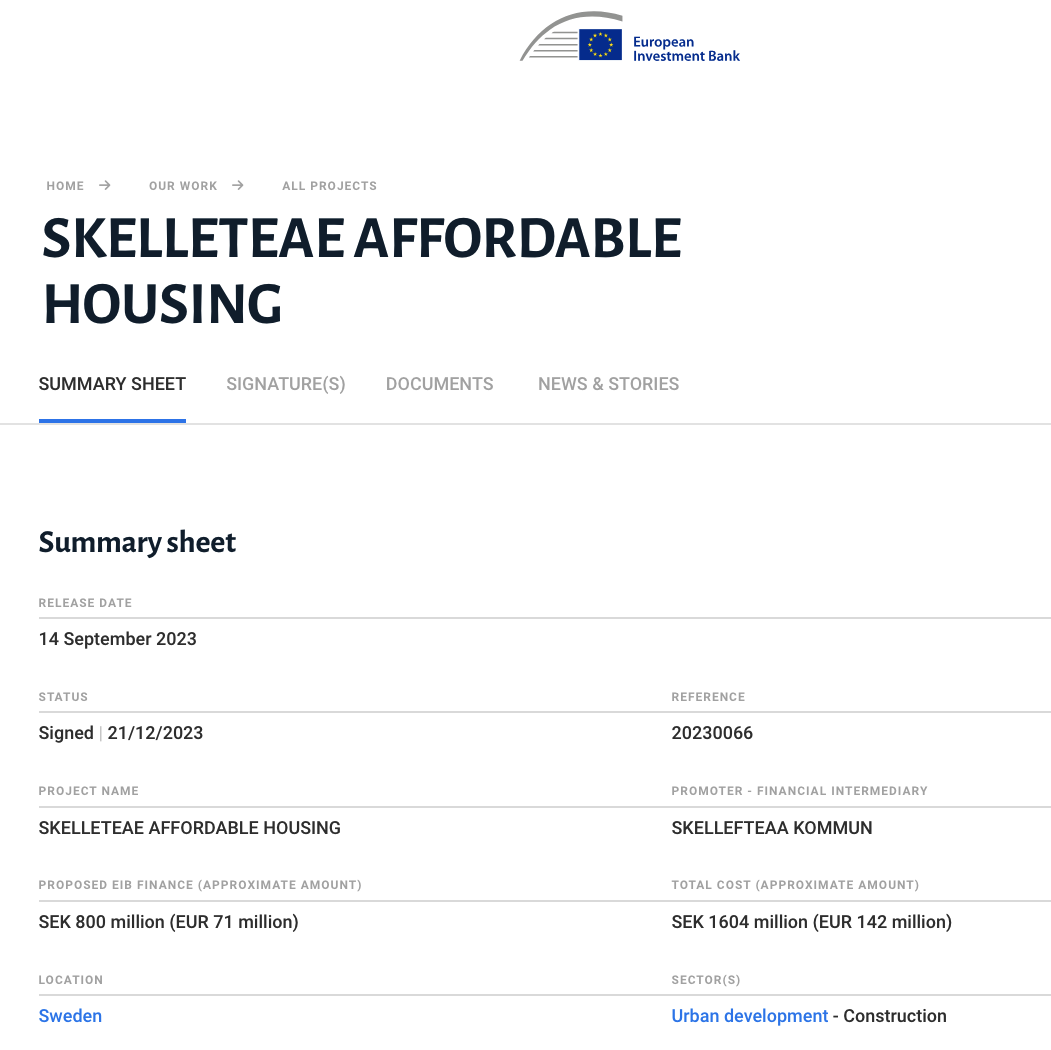 European
Investment Bank
HOME → OUR WORK → ALL PROJECTS
SKELLETEAE AFFORDABLE
HOUSING
SUMMARY SHEET SIGNATURE(S) DOCUMENTS NEWS & STORIES
Summary sheet
RELEASE DATE
14 September 2023
STATUS REFERENCE
Signed | 21/12/2023 20230066
PROJECT NAME PROMOTER - FINANCIAL INTERMEDIARY
SKELLETEAE AFFORDABLE HOUSING SKELLEFTEAA KOMMUN
PROPOSED EIB FINANCE (APPROXIMATE AMOUNT) TOTAL COST (APPROXIMATE AMOUNT)
SEK 800 million (EUR 71 million) SEK 1604 million (EUR 142 million)
LOCATION SECTOR(S)
Sweden Urban development - Construction